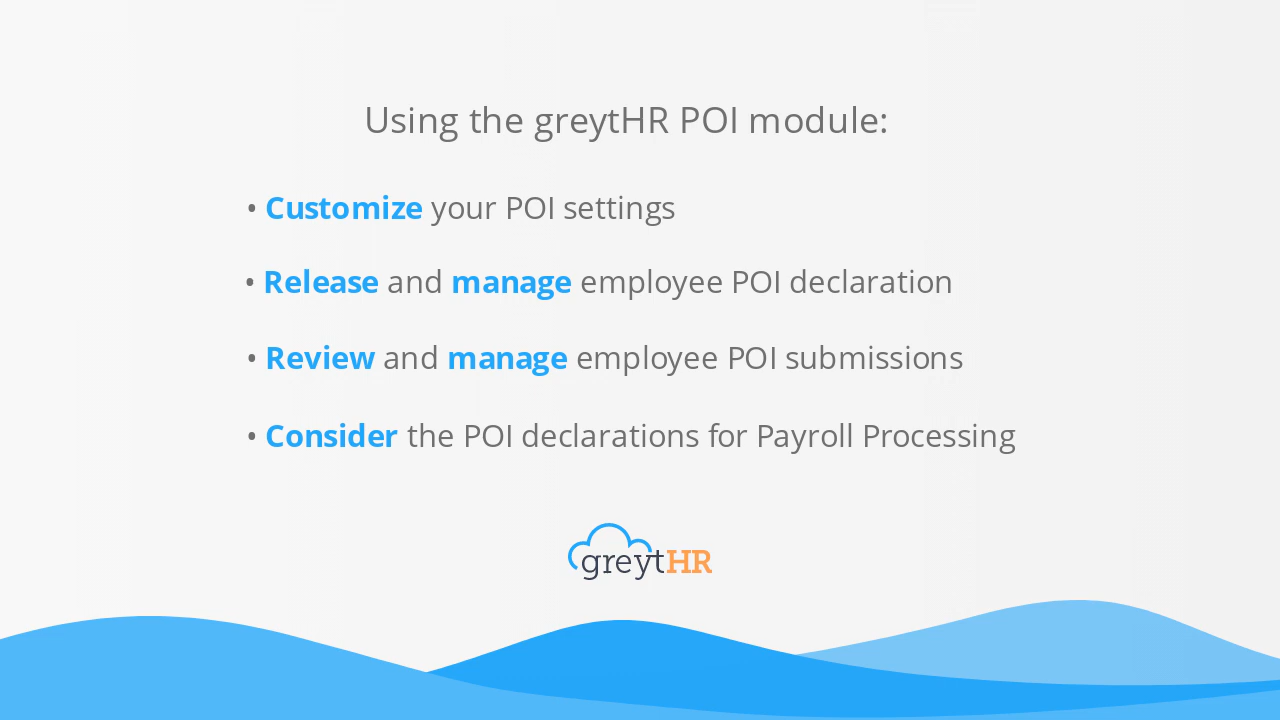 Using the greytHR POI module:
• Customize your POI settings
• Release and manage employee POI declaration
• Review and manage employee POI submissions
• Consider the POI declarations for Payroll Processing
greytHR